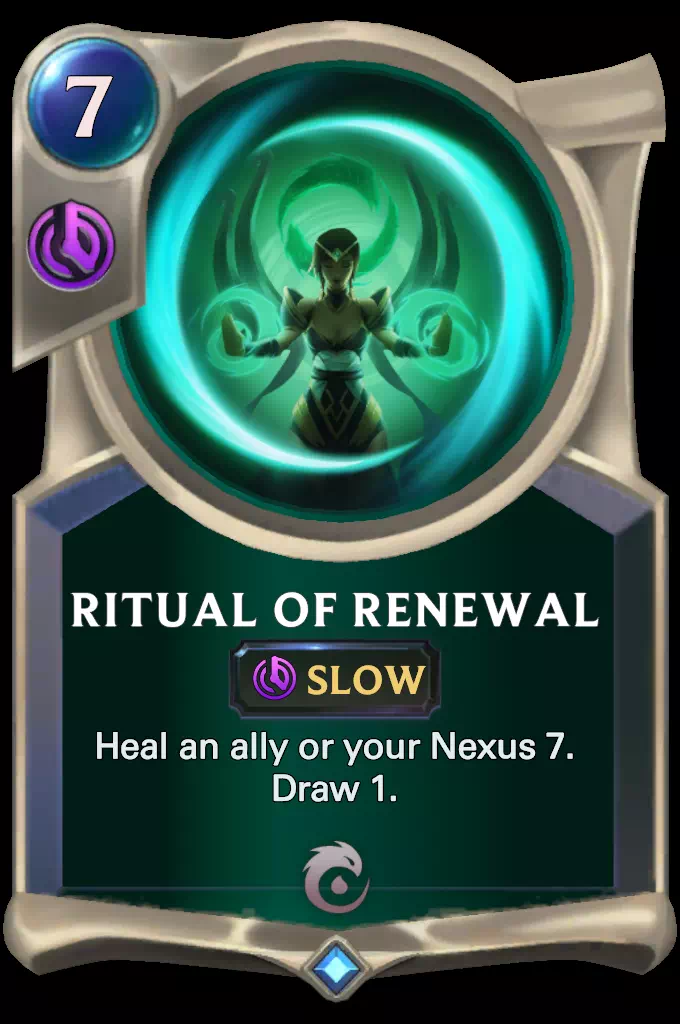 7
RITUAL OF RENEWAL
SLOW
Heal an ally or your Nexus 7.
Draw 1.